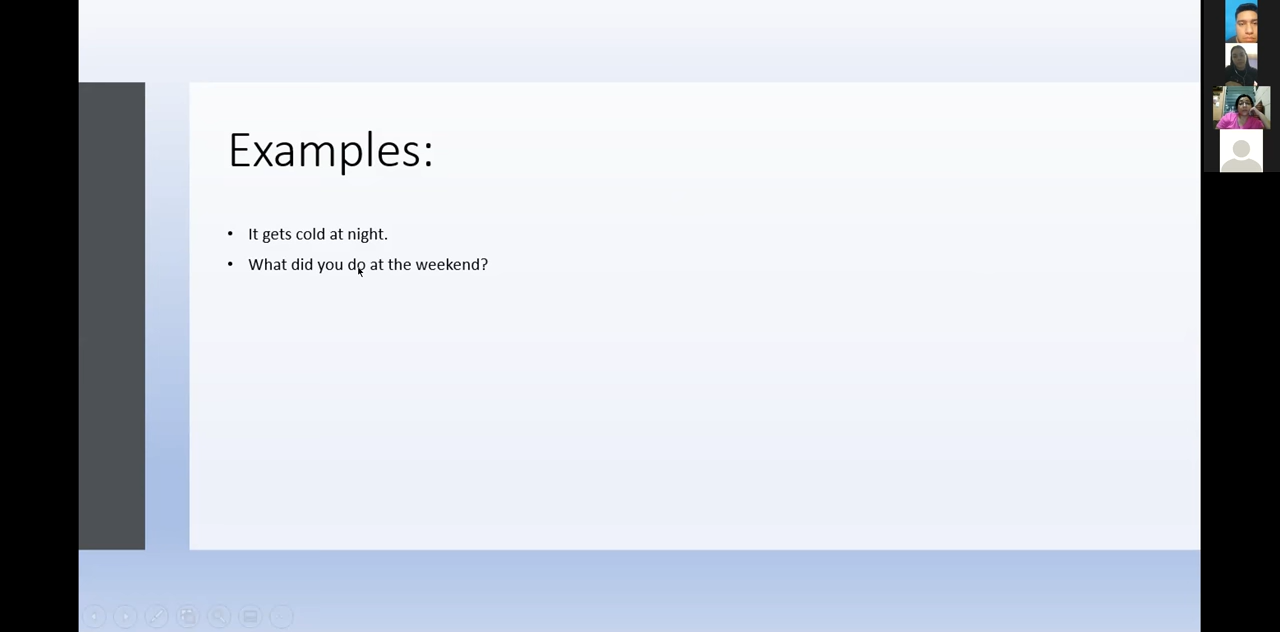 Examples:
• It gets cold at night.
• What did you do at the weekend?